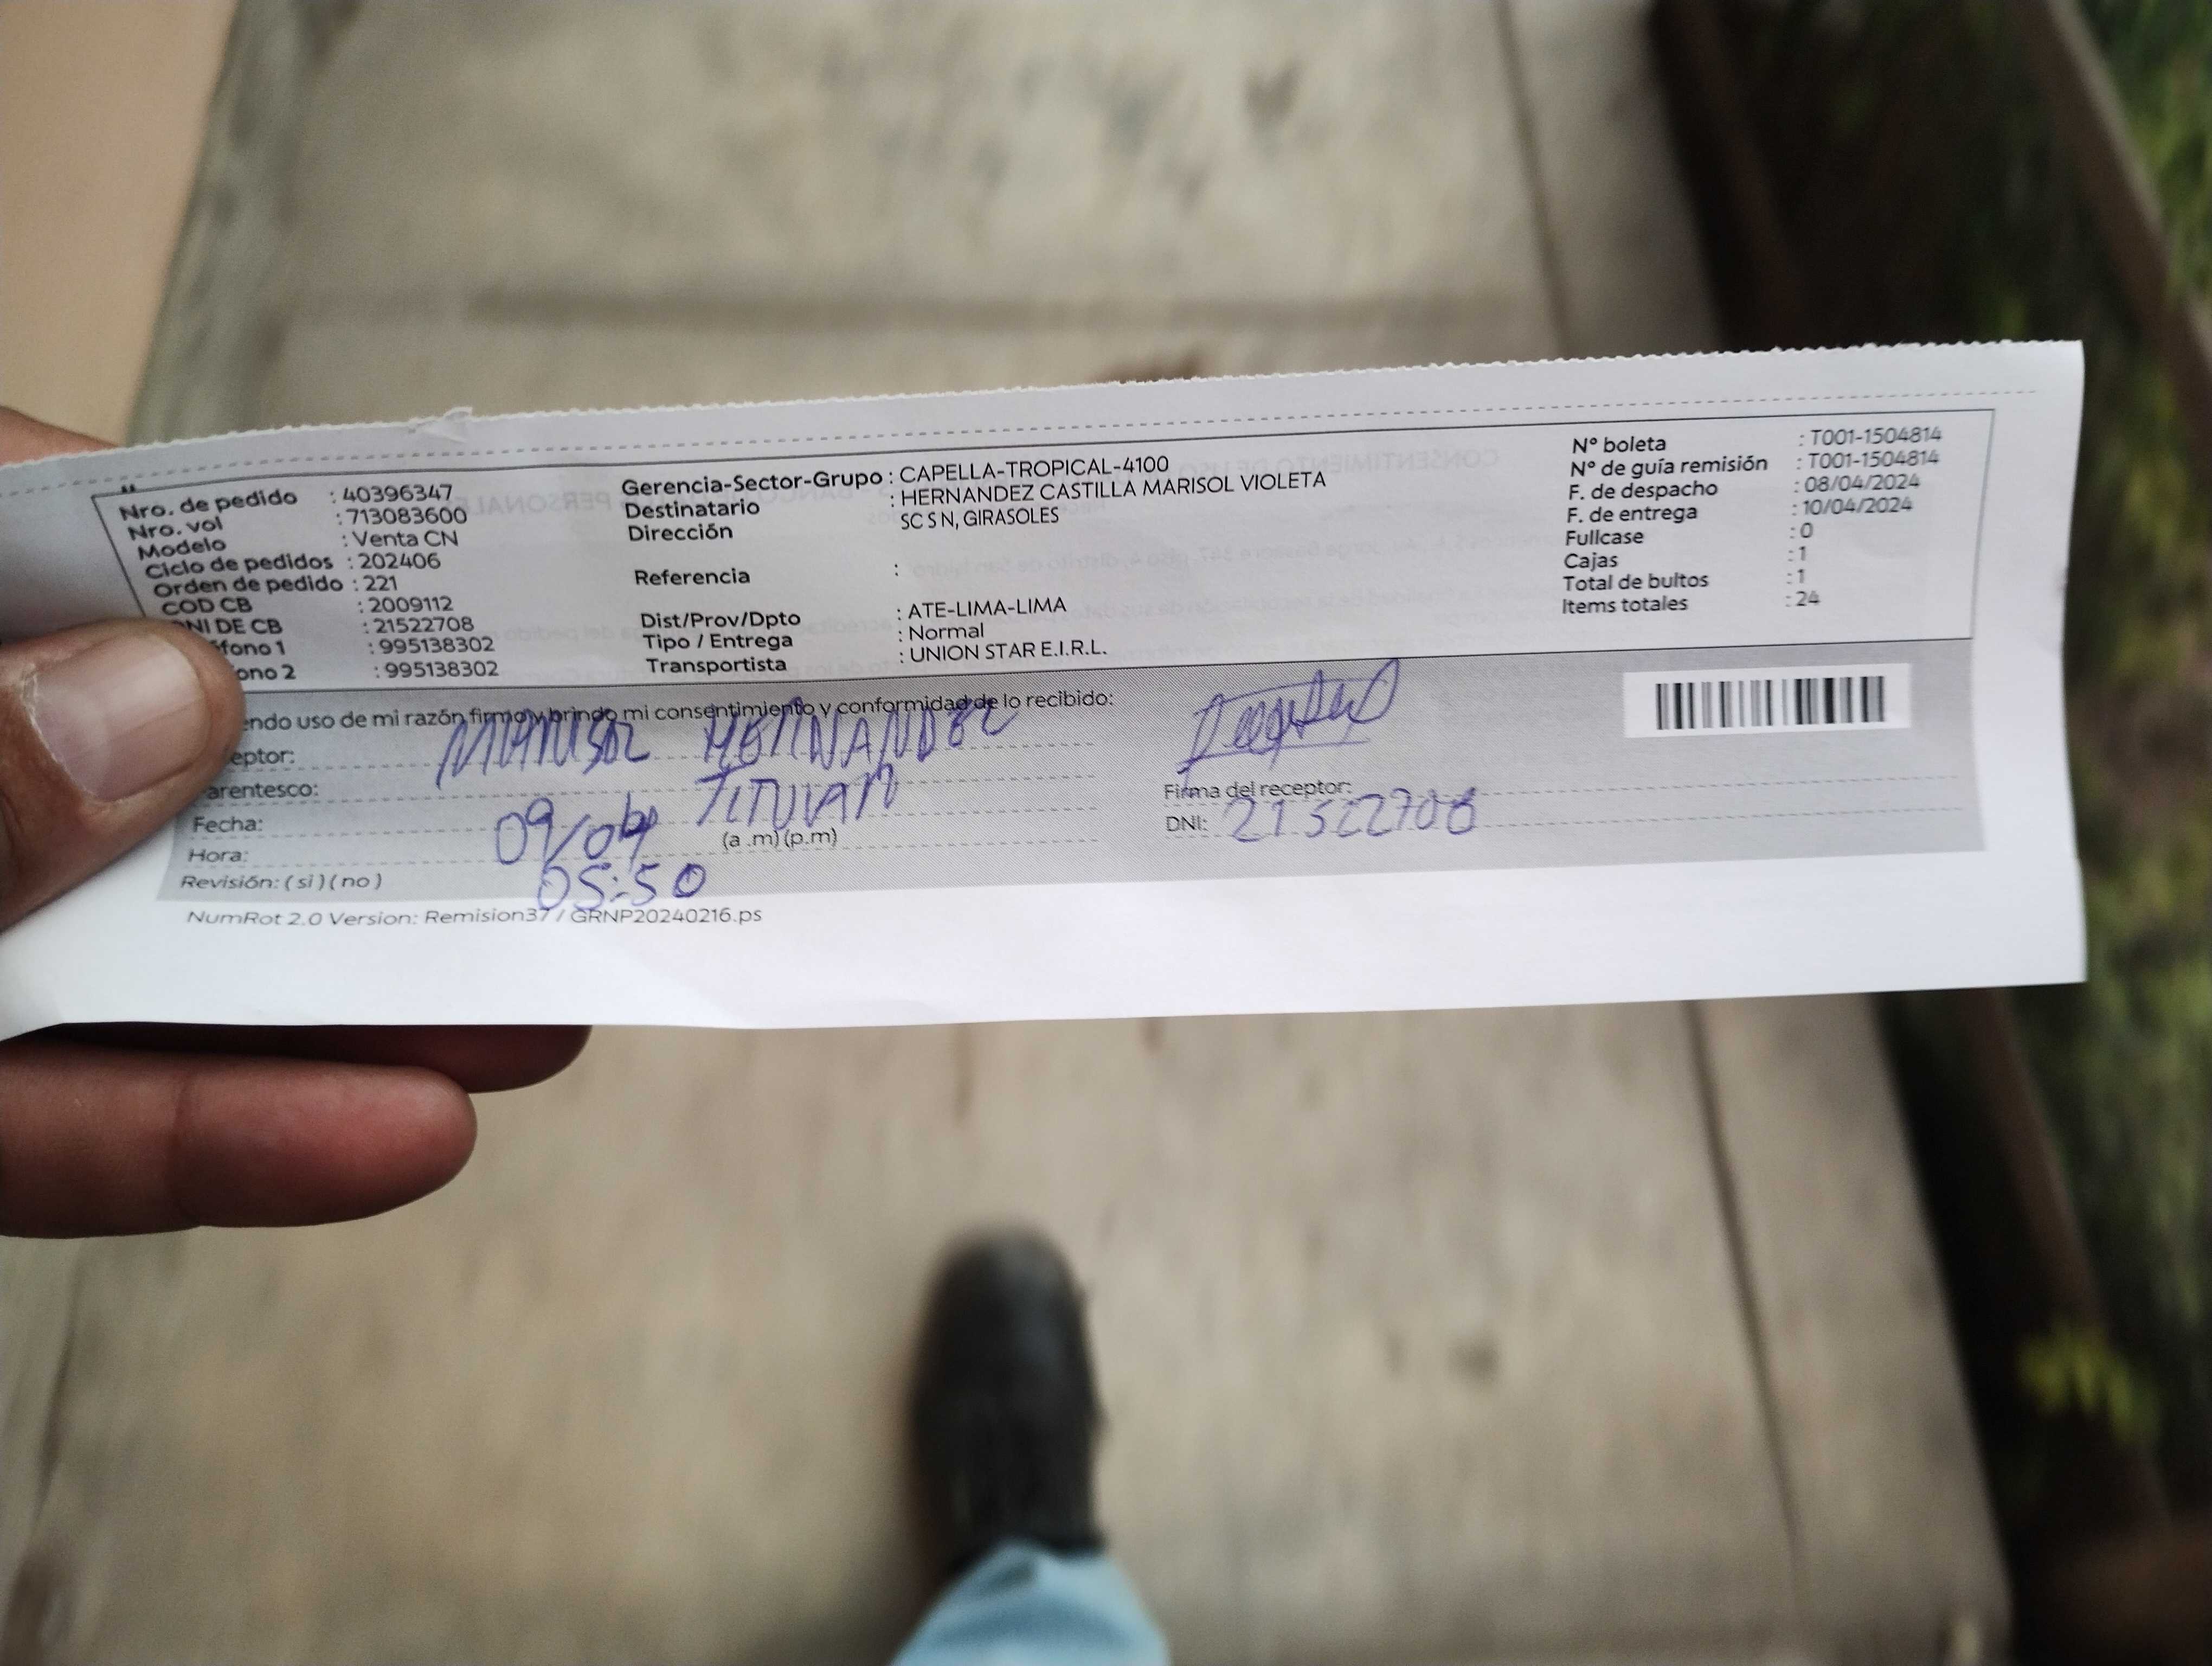 Nro. de pedido : 40396347
Nro. vol : 713083600
Modelo : Venta CN
Ciclo de pedidos : 202406
Orden de pedido : 221
COD CB : 2009112
NI DE CB : 21522708
fono 1 : 995138302
ono 2 : 995138302
Gerencia-Sector-Grupo : CAPELLA-TROPICAL-4100
Destinatario : HERNANDEZ CASTILLA MARISOL VIOLETA
Dirección SC S N, GIRASOLES
Referencia :
Dist/Prov/Dpto : ATE-LIMA-LIMA
Tipo / Entrega : Normal
Transportista : UNION STAR E.I.R.L.
N° boleta : T001-1504814
N° de guía remisión : T001-1504814
F. de despacho : 08/04/2024
F. de entrega : 10/04/2024
Fullcase : 0
Cajas : 1
Total de bultos : 1
Items totales : 24
endo uso de mi razón firmo y brindo mi consentimiento y conformidad de lo recibido:
eptor: MARISOL HERNANDEZ
arentesco: TITULAR
Fecha: 09/04
Hora: 05:50 (a .m) (p.m)
Revisión: ( si ) ( no )
Firma del receptor:
DNI: 21522708
NumRot 2.0 Version: Remision37 / GRNP20240216.ps